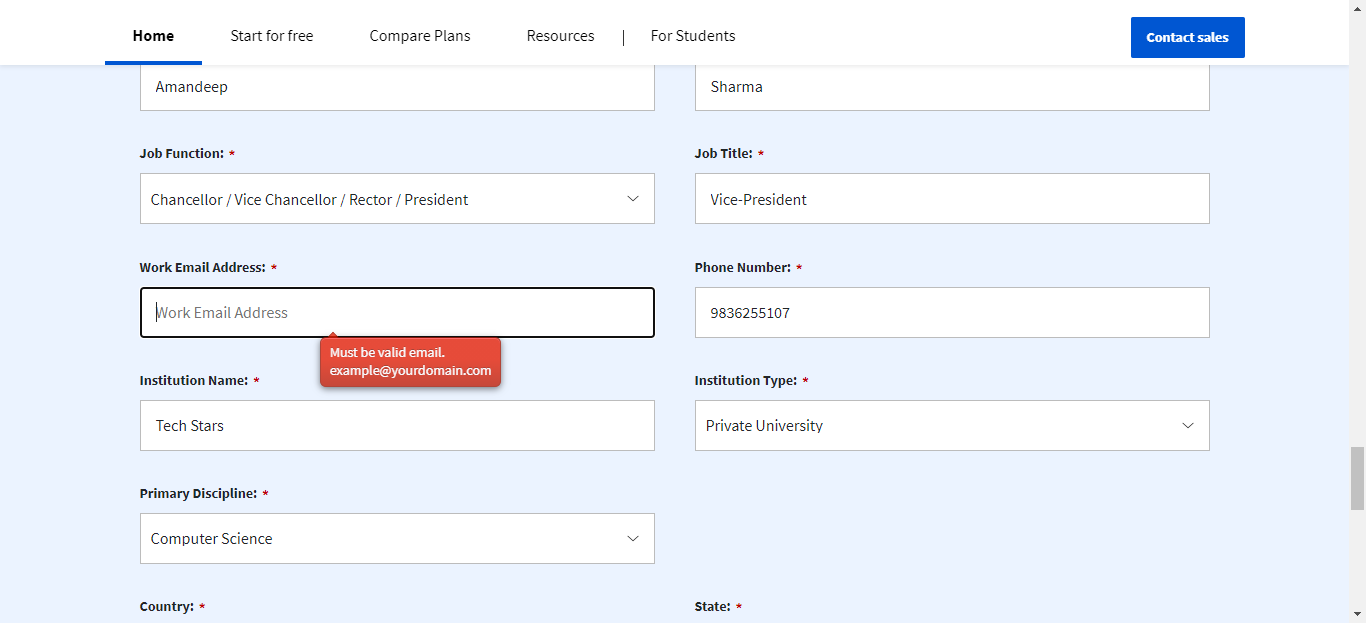 Home Start for free Compare Plans Resources | For Students Contact sales
Amandeep Sharma
Job Function: * Job Title: *
Chancellor / Vice Chancellor / Rector / President Vice-President
Work Email Address: * Phone Number: *
Work Email Address 9836255107
Must be valid email.
example@yourdomain.com
Institution Name: * Institution Type: *
Tech Stars Private University
Primary Discipline: *
Computer Science
Country: * State: *